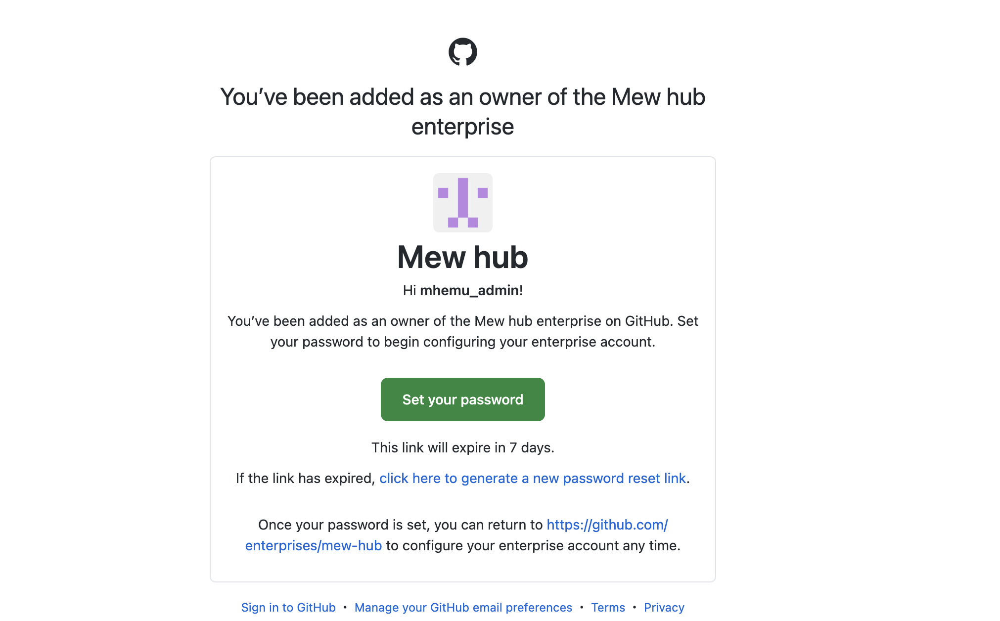 You’ve been added as an owner of the Mew hub
enterprise
Mew hub
Hi mhemu_admin!
You’ve been added as an owner of the Mew hub enterprise on GitHub. Set
your password to begin configuring your enterprise account.
Set your password
This link will expire in 7 days.
If the link has expired, click here to generate a new password reset link.
Once your password is set, you can return to https://github.com/
enterprises/mew-hub to configure your enterprise account any time.
Sign in to GitHub • Manage your GitHub email preferences • Terms • Privacy